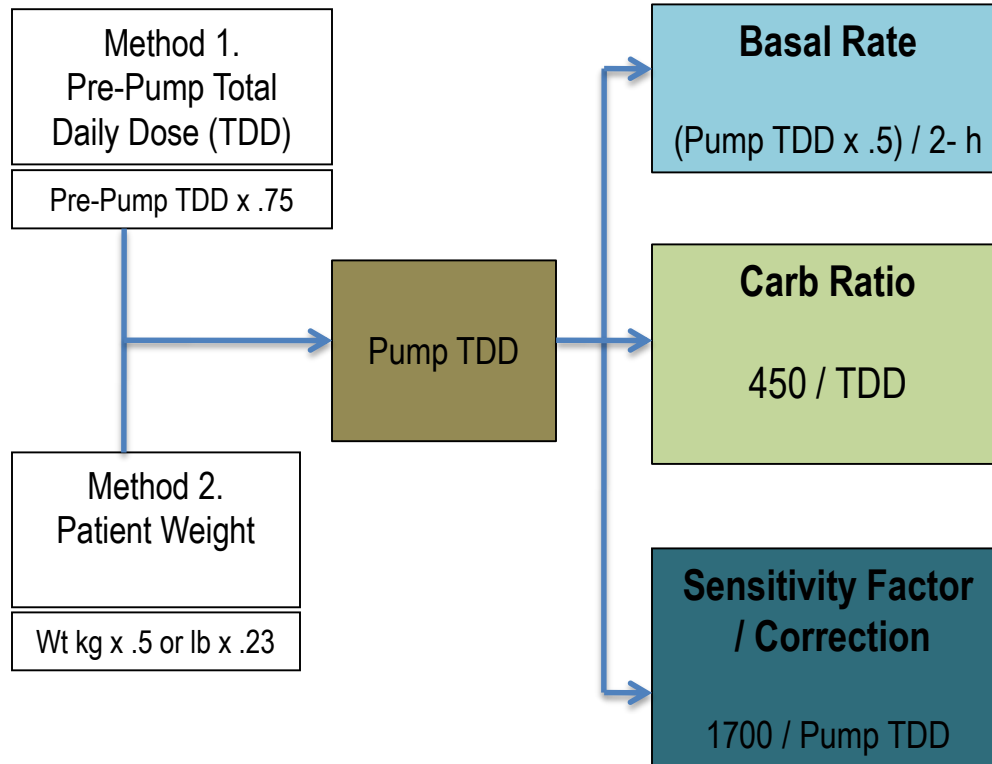 Method 1.
Pre-Pump Total
Daily Dose (TDD)
Pre-Pump TDD x .75
Method 2.
Patient Weight
Wt kg x .5 or lb x .23
Pump TDD
Basal Rate
(Pump TDD x .5) / 2- h
Carb Ratio
450 / TDD
Sensitivity Factor
/ Correction
1700 / Pump TDD